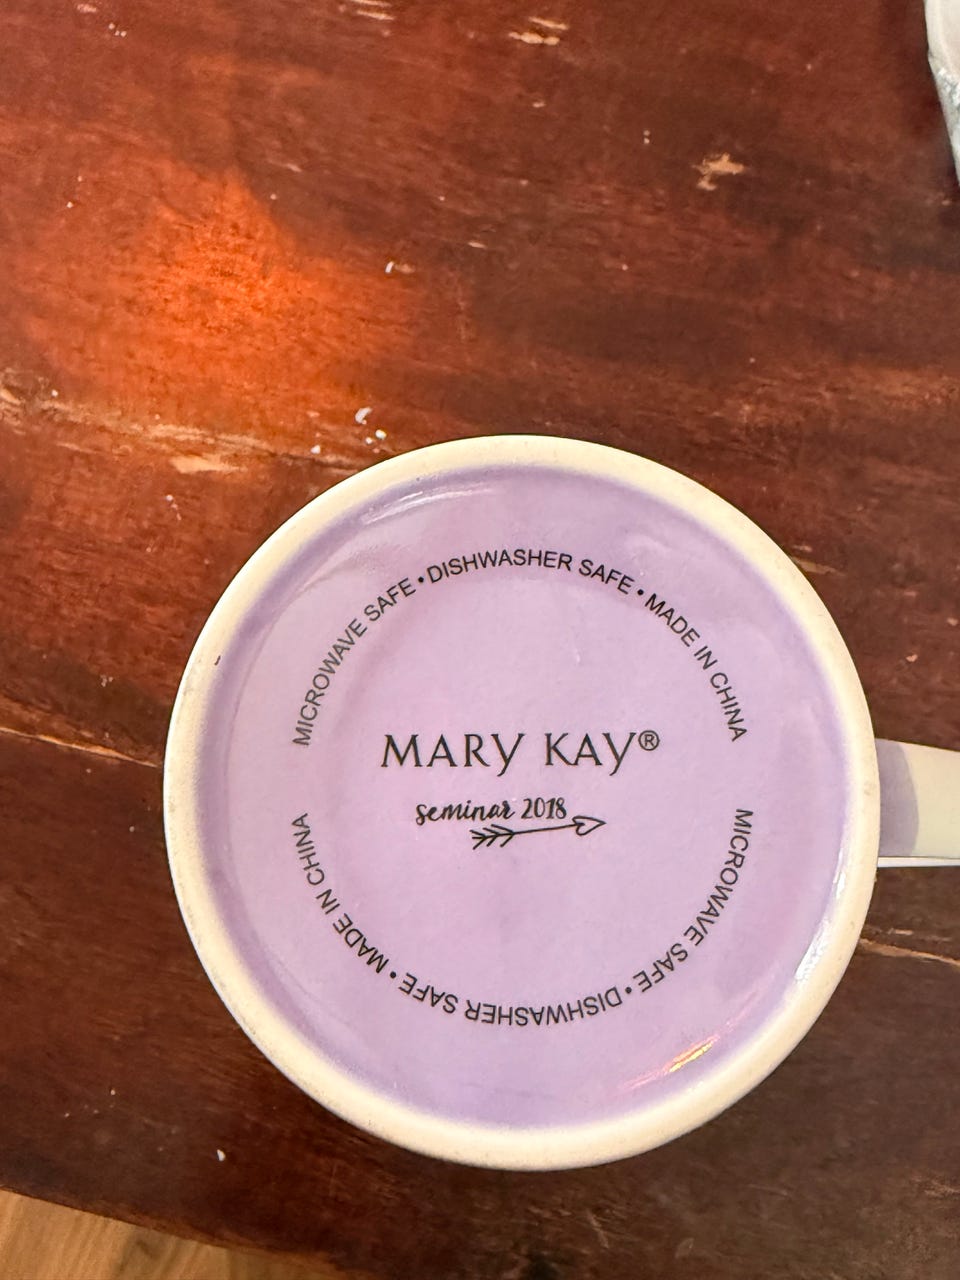 MICROWAVE SAFE • DISHWASHER SAFE • MADE IN CHINA
MARY KAY®
seminar 2018
MICROWAVE SAFE • DISHWASHER SAFE • MADE IN CHINA